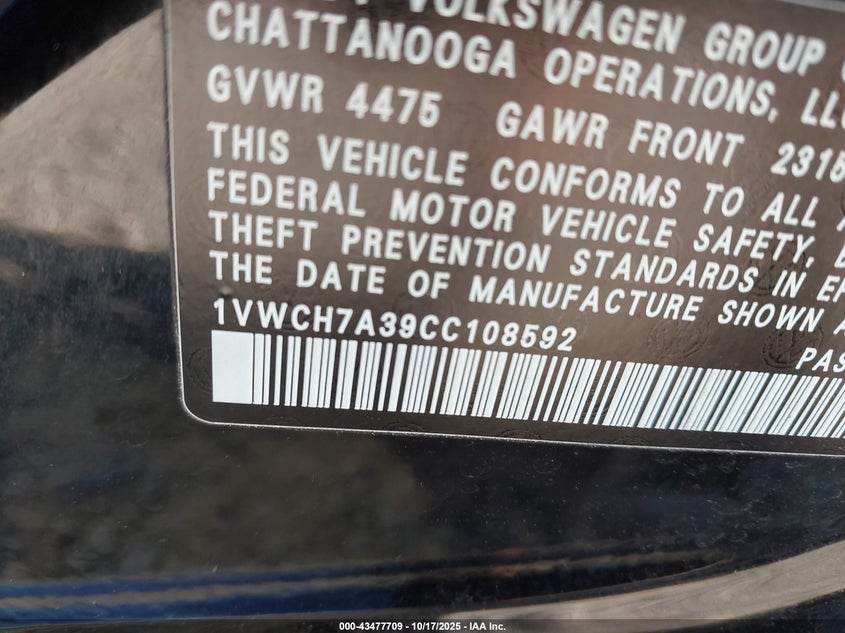 VOLKSWAGEN GROUP
CHATTANOOGA OPERATIONS, LLC
GVWR 4475 GAWR FRONT 2315
THIS VEHICLE CONFORMS TO ALL
FEDERAL MOTOR VEHICLE SAFETY,
THEFT PREVENTION STANDARDS IN
THE DATE OF MANUFACTURE SHOWN
1VWCH7A39CC108592
PAS
000-43477709 | 10/17/2025 | IAA Inc.